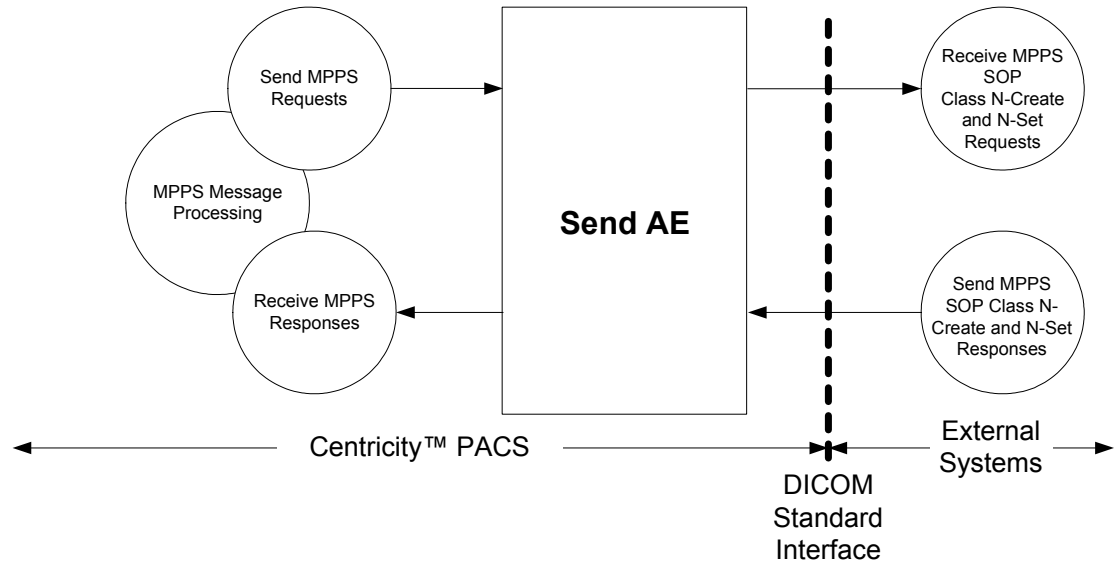 Send MPPS
Requests
MPPS Message
Processing
Receive MPPS
Responses
Send AE
Receive MPPS
SOP
Class N-Create
and N-Set
Requests
Send MPPS
SOP Class N-
Create and N-Set
Responses
Centricity™ PACS
DICOM
Standard
Interface
External
Systems